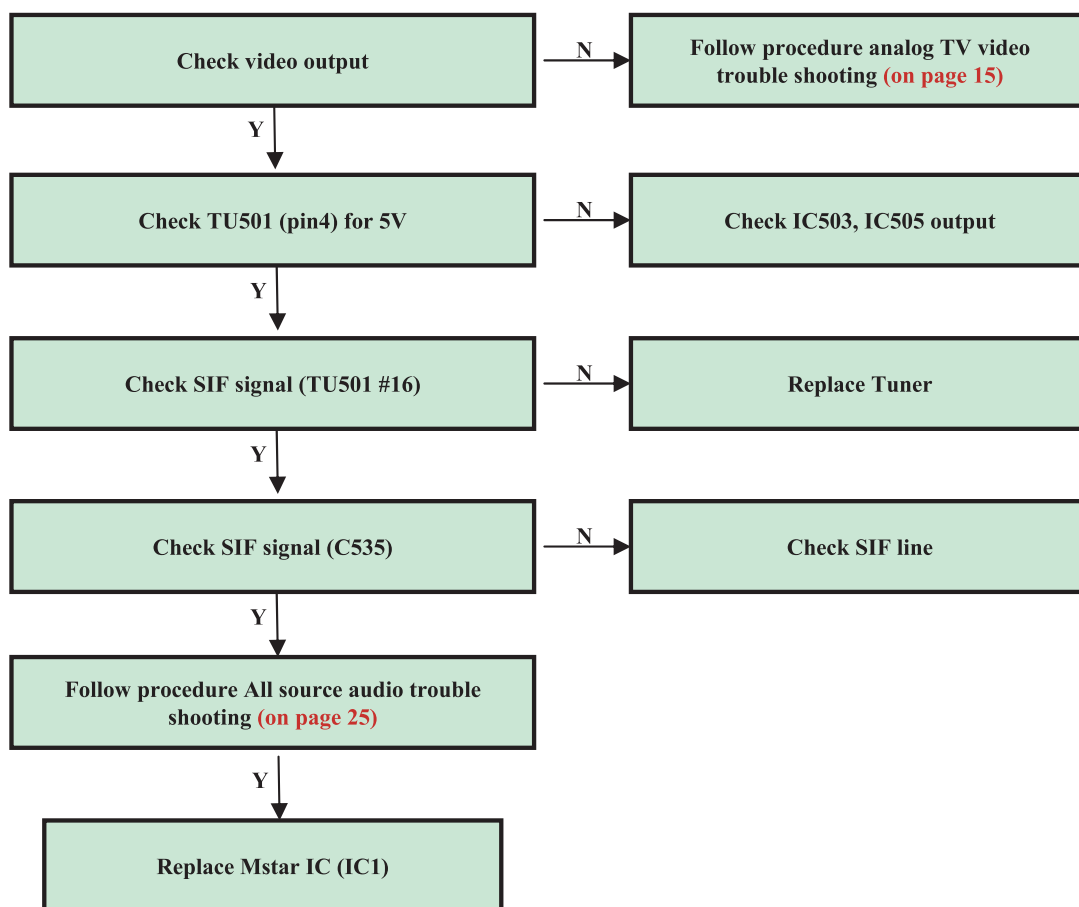 Check video output
N
Follow procedure analog TV video
trouble shooting (on page 15)
Y
Check TU501 (pin4) for 5V
N
Check IC503, IC505 output
Y
Check SIF signal (TU501 #16)
N
Replace Tuner
Y
Check SIF signal (C535)
N
Check SIF line
Y
Follow procedure All source audio trouble
shooting (on page 25)
Y
Replace Mstar IC (IC1)